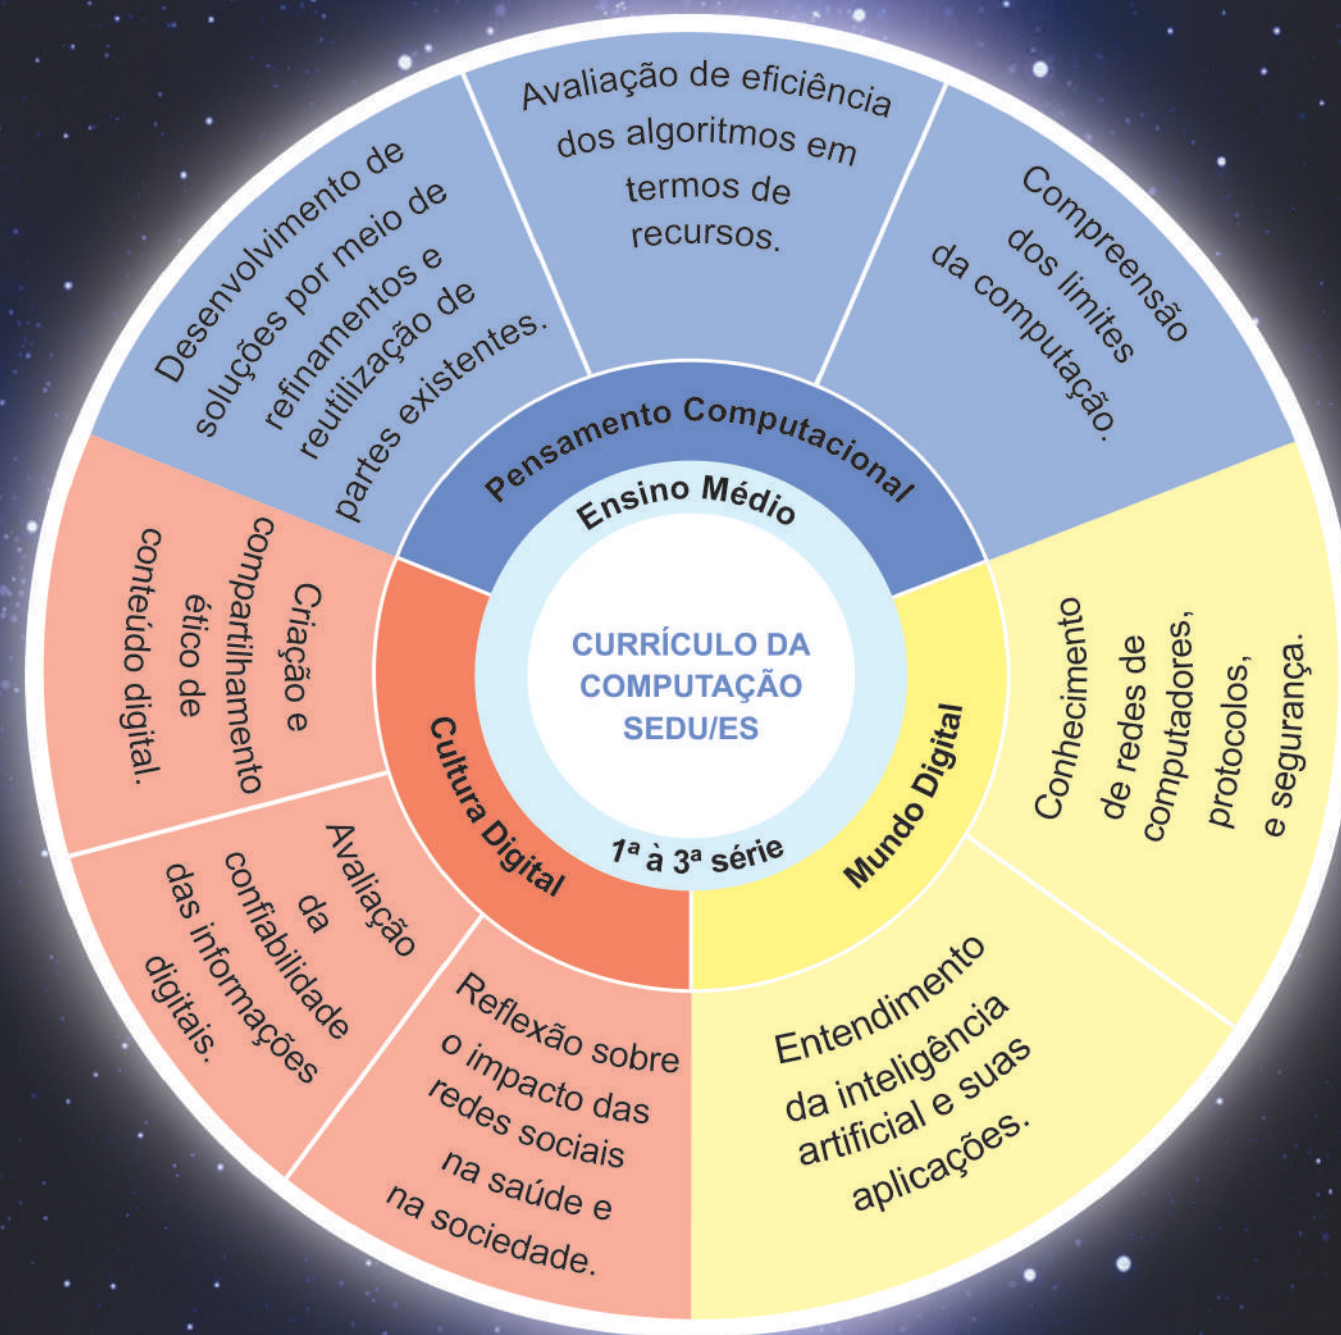 CURRÍCULO DA
COMPUTAÇÃO
SEDU/ES
Ensino Médio
1ª à 3ª série
Pensamento Computacional
Desenvolvimento de
soluções por meio de
refinamentos e
reutilização de
partes existentes.
Avaliação de eficiência
dos algoritmos em
termos de
recursos.
Compreensão
dos limites
da computação.
Mundo Digital
Conhecimento
de redes de
computadores,
protocolos,
e segurança.
Entendimento
da inteligência
artificial e suas
aplicações.
Cultura Digital
Reflexão sobre
o impacto das
redes sociais
na saúde e
na sociedade.
Avaliação
da
confiabilidade
das informações
digitais.
Criação e
compartilhamento
ético de
conteúdo digital.